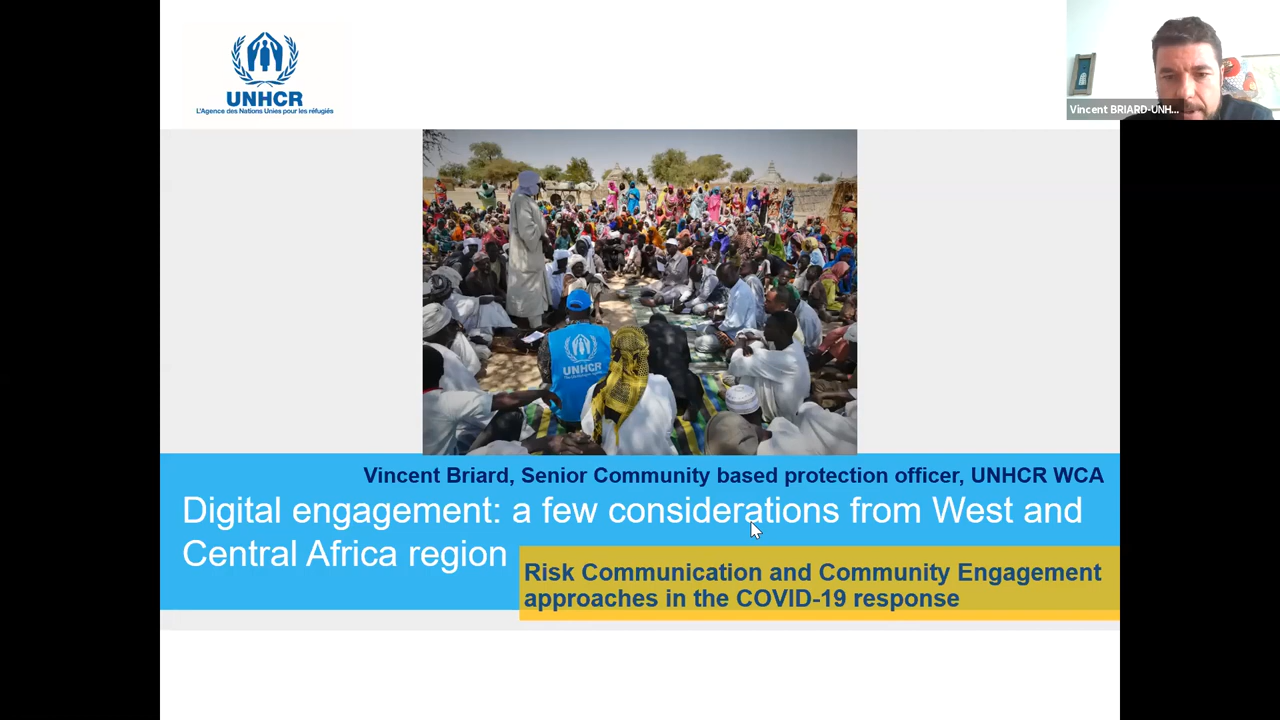 UNHCR
L'Agence des Nations Unies pour les réfugiés
Vincent BRIARD-UNH...
UNHCR
Vincent Briard, Senior Community based protection officer, UNHCR WCA
Digital engagement: a few considerations from West and
Central Africa region
Risk Communication and Community Engagement
approaches in the COVID-19 response